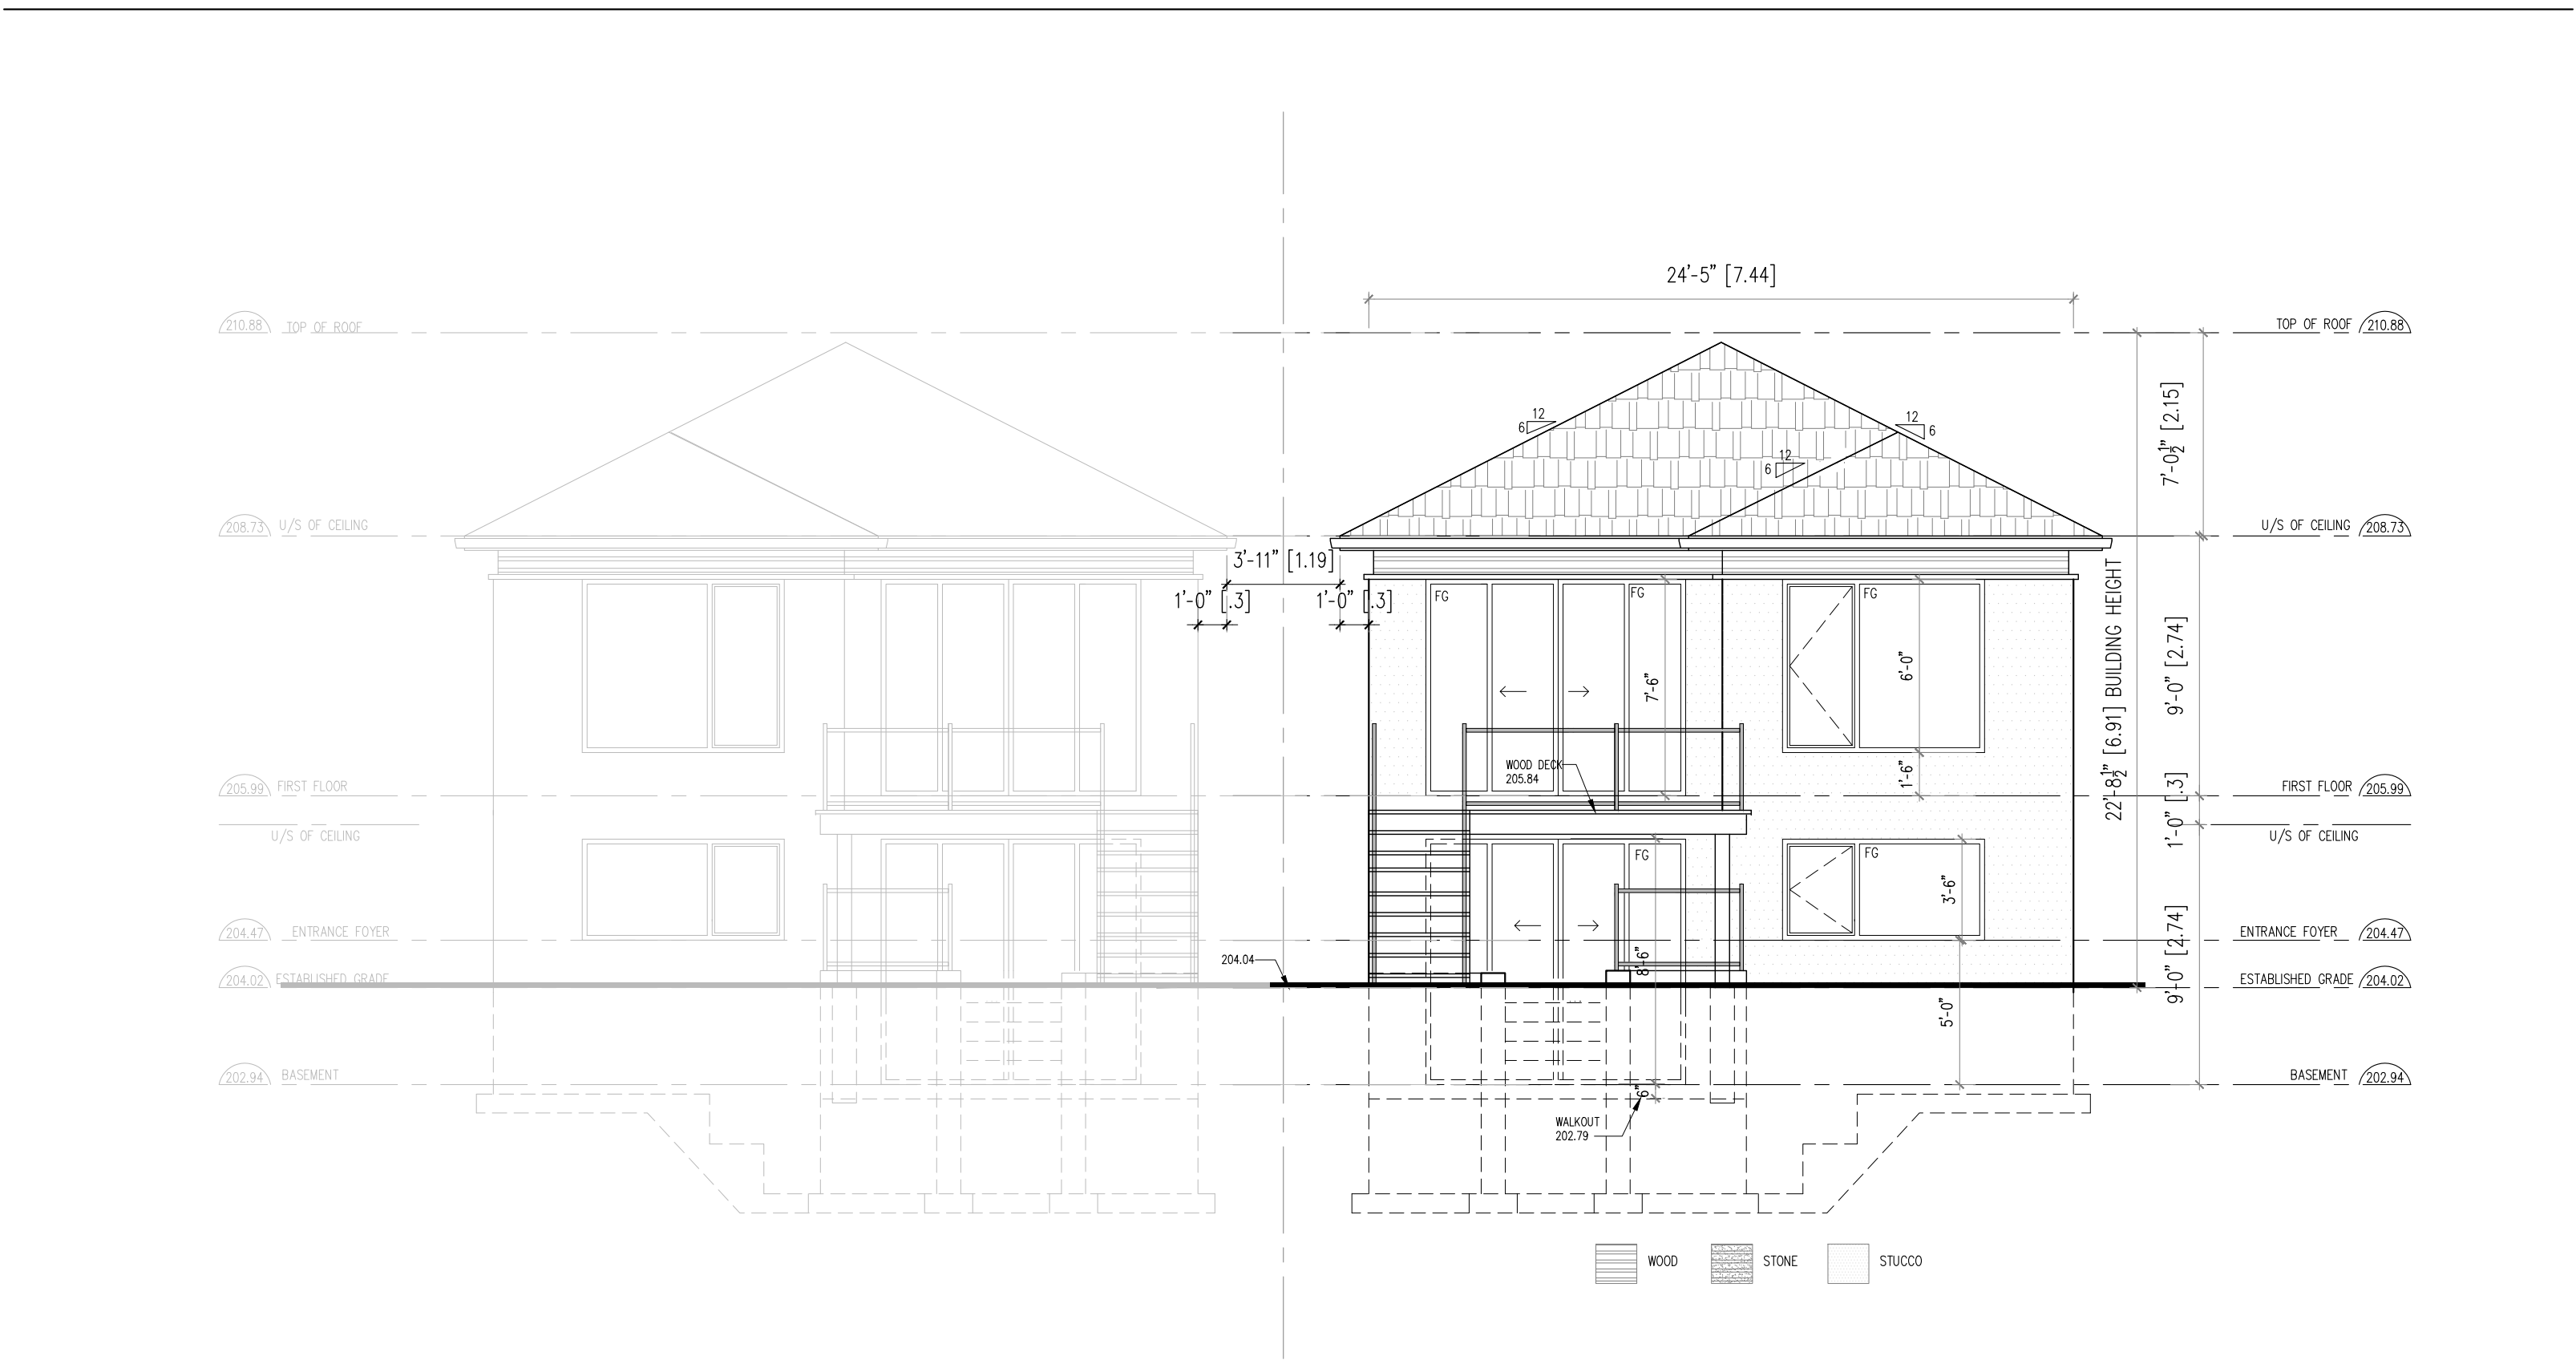 24'-5" [7.44]
210.88 TOP OF ROOF
TOP OF ROOF 210.88
12
6
12
6
12
6
7'-0½" [2.15]
208.73 U/S OF CEILING
U/S OF CEILING 208.73
3'-11" [1.19]
1'-0" [.3]
1'-0" [.3]
FG
FG
FG
7'-6"
6'-0"
1'-6"
22'-8½" [6.91] BUILDING HEIGHT
9'-0" [2.74]
WOOD DECK
205.84
205.99 FIRST FLOOR
FIRST FLOOR 205.99
1'-0" [.3]
U/S OF CEILING
U/S OF CEILING
FG
FG
3'-6"
8'-6"
9'-0" [2.74]
204.47 ENTRANCE FOYER
ENTRANCE FOYER 204.47
204.04
204.02 ESTABLISHED GRADE
ESTABLISHED GRADE 204.02
5'-0"
202.94 BASEMENT
BASEMENT 202.94
6"
WALKOUT
202.79
WOOD
STONE
STUCCO